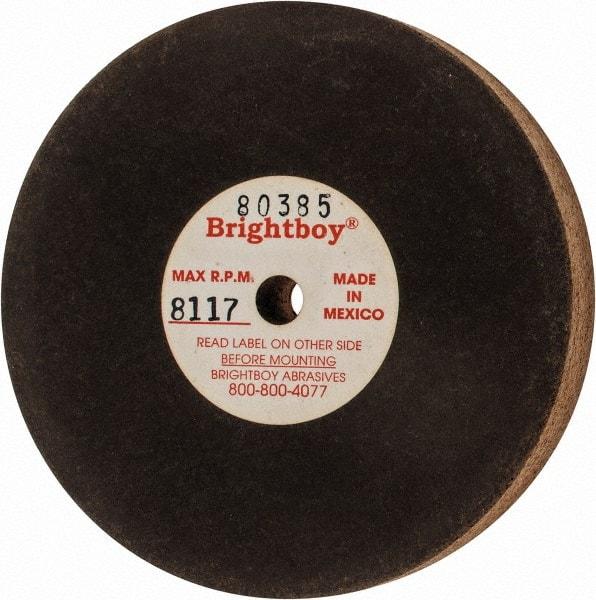 80385
Brightboy®
MAX R.P.M.
8117
MADE
IN
MEXICO
READ LABEL ON OTHER SIDE
BEFORE MOUNTING
BRIGHTBOY ABRASIVES
800-800-4077